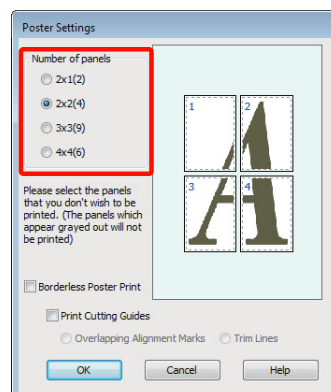 Poster Settings
Number of panels
2x1(2)
2x2(4)
3x3(9)
4x4(6)
1 2
3 4
Please select the panels
that you don't wish to be
printed. (The panels which
appear grayed out will not
be printed)
Borderless Poster Print
Print Cutting Guides
Overlapping Alignment Marks Trim Lines
OK Cancel Help